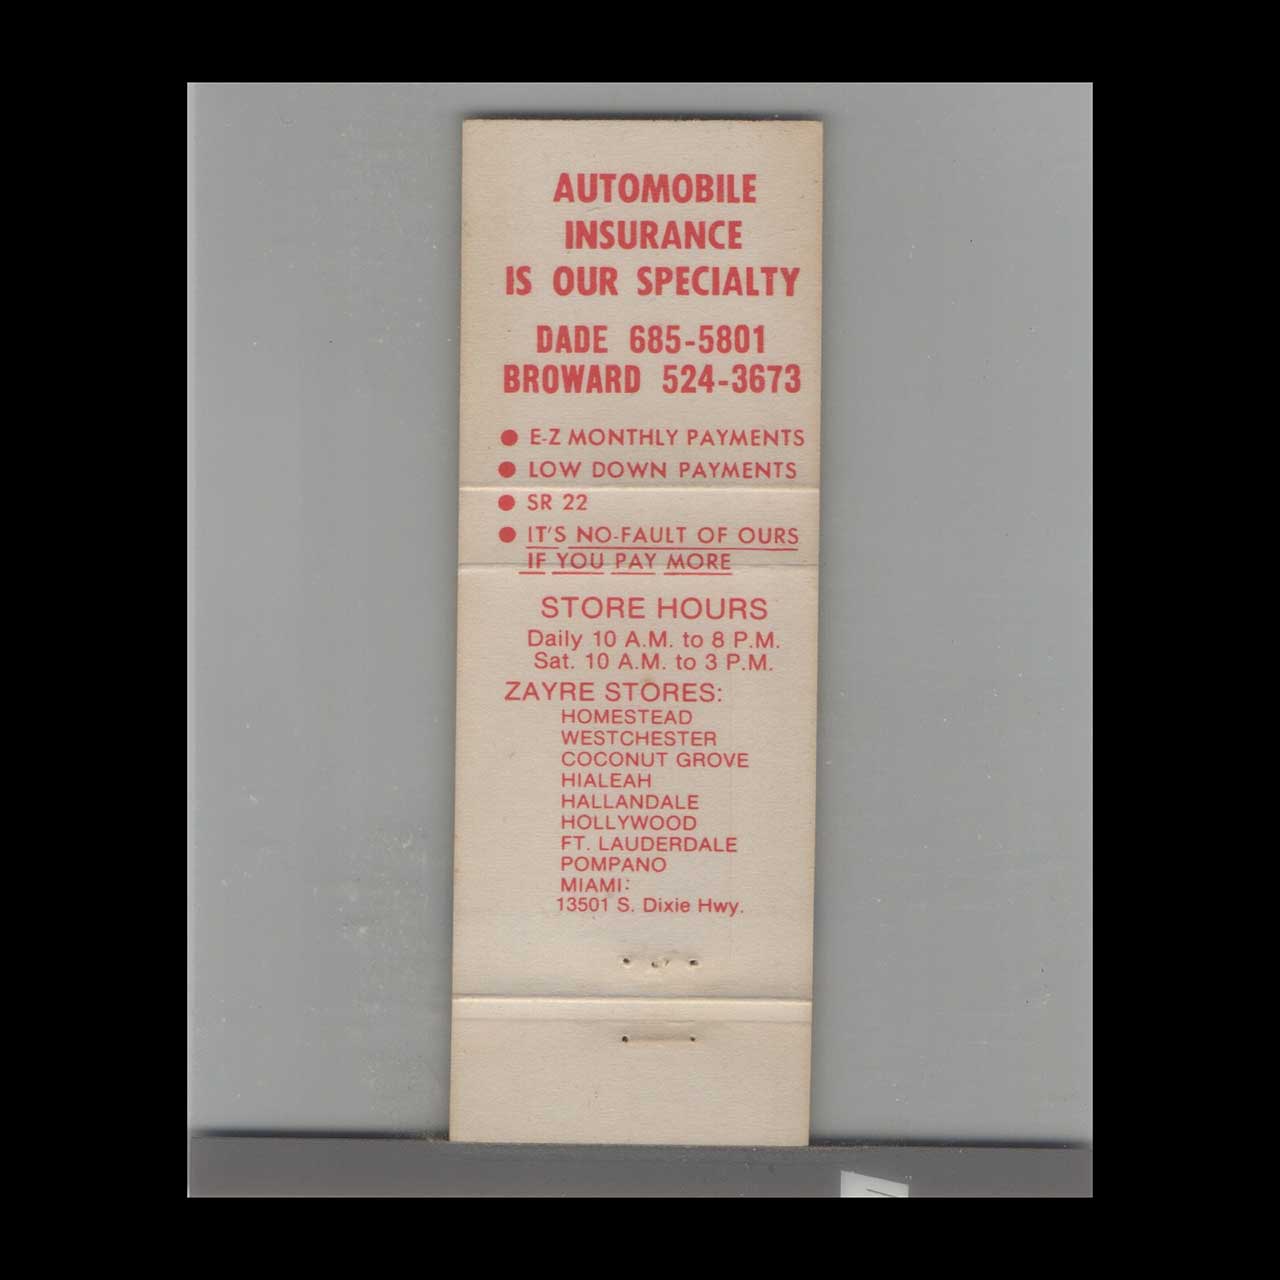 AUTOMOBILE
INSURANCE
IS OUR SPECIALTY
DADE 685-5801
BROWARD 524-3673
● E-Z MONTHLY PAYMENTS
● LOW DOWN PAYMENTS
● SR 22
● IT'S NO-FAULT OF OURS
IF YOU PAY MORE
STORE HOURS
Daily 10 A.M. to 8 P.M.
Sat. 10 A.M. to 3 P.M.
ZAYRE STORES:
HOMESTEAD
WESTCHESTER
COCONUT GROVE
HIALEAH
HALLANDALE
HOLLYWOOD
FT. LAUDERDALE
POMPANO
MIAMI:
13501 S. Dixie Hwy.